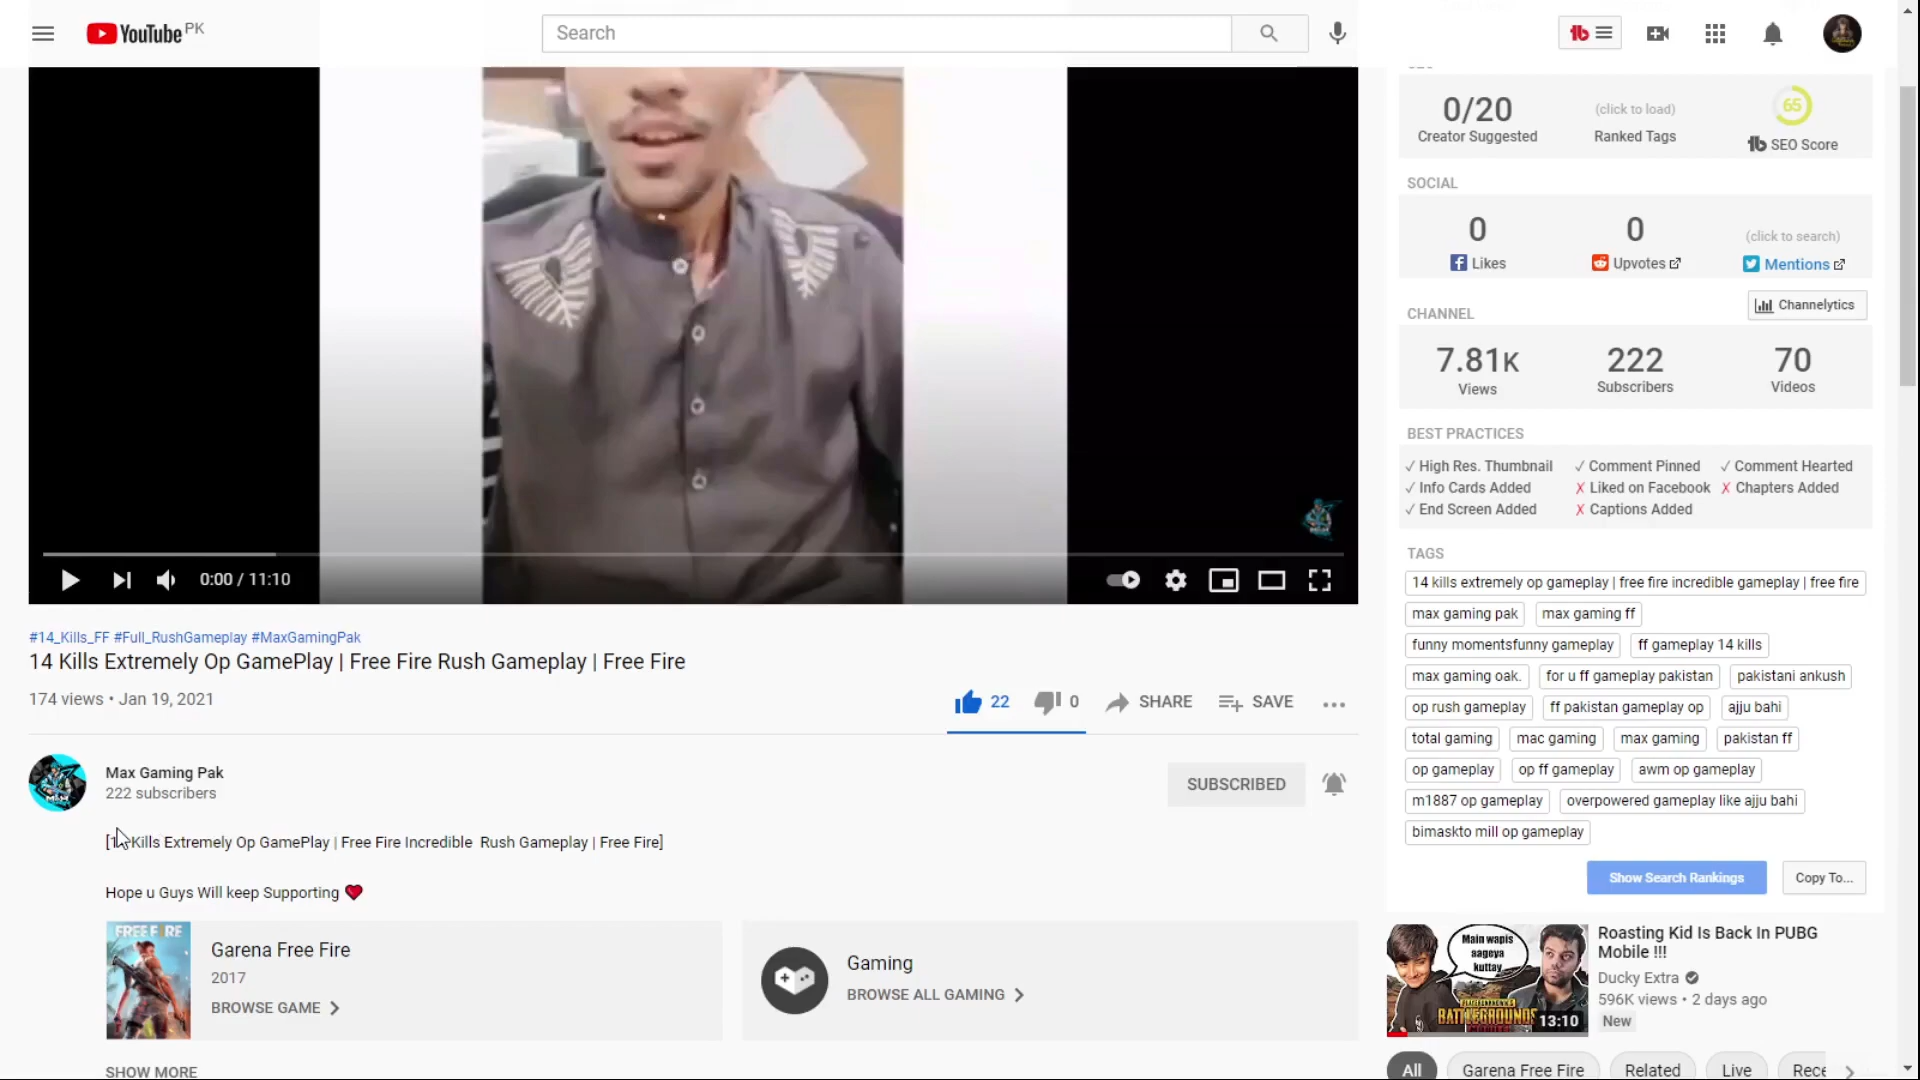 YouTube PK
Search
0/20
Creator Suggested
(click to load)
Ranked Tags
65
SEO Score
SOCIAL
0
Likes
0
Upvotes
(click to search)
Mentions
CHANNEL
Channelytics
7.81K
Views
222
Subscribers
70
Videos
BEST PRACTICES
✓ High Res. Thumbnail ✓ Comment Pinned ✓ Comment Hearted
✓ Info Cards Added ✗ Liked on Facebook ✗ Chapters Added
✓ End Screen Added ✗ Captions Added
TAGS
14 kills extremely op gameplay | free fire incredible gameplay | free fire
max gaming pak max gaming ff
funny momentsfunny gameplay ff gameplay 14 kills
max gaming oak. for u ff gameplay pakistan pakistani ankush
op rush gameplay ff pakistan gameplay op ajju bahi
total gaming mac gaming max gaming pakistan ff
op gameplay op ff gameplay awm op gameplay
m1887 op gameplay overpowered gameplay like ajju bahi
bimaskto mill op gameplay
Show Search Rankings Copy To...
0:00 / 11:10
#14_Kills_FF #Full_RushGameplay #MaxGamingPak
14 Kills Extremely Op GamePlay | Free Fire Rush Gameplay | Free Fire
174 views • Jan 19, 2021
22 0 SHARE SAVE
Max Gaming Pak
222 subscribers
SUBSCRIBED
Kills Extremely Op GamePlay | Free Fire Incredible Rush Gameplay | Free Fire]
Hope u Guys Will keep Supporting ❤
FREE FIRE
Garena Free Fire
2017
BROWSE GAME
Gaming
BROWSE ALL GAMING
SHOW MORE
Main wapis
aageya
kuttay
BATTLEGROUNDS
13:10
Roasting Kid Is Back In PUBG
Mobile !!!
Ducky Extra
596K views • 2 days ago
New
All Garena Free Fire Related Live Rece